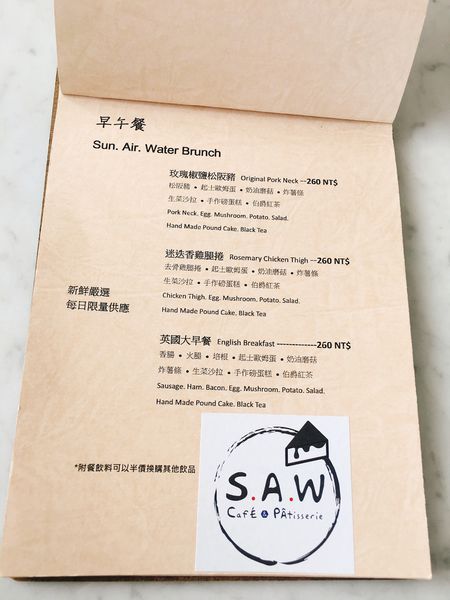 早午餐
Sun. Air. Water Brunch
玫瑰椒鹽松阪豬 Original Pork Neck --260 NT$
松阪豬 • 起士歐姆蛋 • 奶油磨菇 • 炸薯條
生菜沙拉 • 手作磅蛋糕 • 伯爵紅茶
Pork Neck. Egg. Mushroom. Potato. Salad.
Hand Made Pound Cake. Black Tea
迷迭香雞腿捲 Rosemary Chicken Thigh --260 NT$
去骨雞腿捲 • 起士歐姆蛋 • 奶油磨菇 • 炸薯條
生菜沙拉 • 手作磅蛋糕 • 伯爵紅茶
Chicken Thigh. Egg. Mushroom. Potato. Salad.
Hand Made Pound Cake. Black Tea
新鮮嚴選
每日限量供應
英國大早餐 English Breakfast -------------260 NT$
香腸 • 火腿 • 培根 • 起士歐姆蛋 • 奶油磨菇
炸薯條 • 生菜沙拉 • 手作磅蛋糕 • 伯爵紅茶
Sausage. Ham. Bacon. Egg. Mushroom. Potato. Salad.
Hand Made Pound Cake. Black Tea
*附餐飲料可以半價換購其他飲品
S.A.W
CaFÉ & PÂtisserie